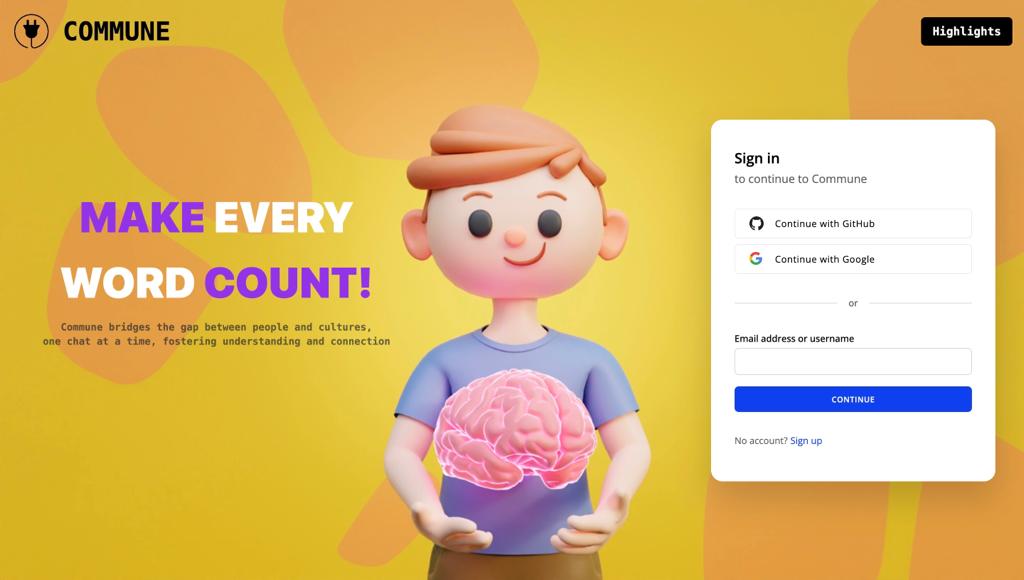 COMMUNE
Highlights
MAKE EVERY
WORD COUNT!
Commune bridges the gap between people and cultures,
one chat at a time, fostering understanding and connection
Sign in
to continue to Commune
Continue with GitHub
Continue with Google
or
Email address or username
CONTINUE
No account? Sign up